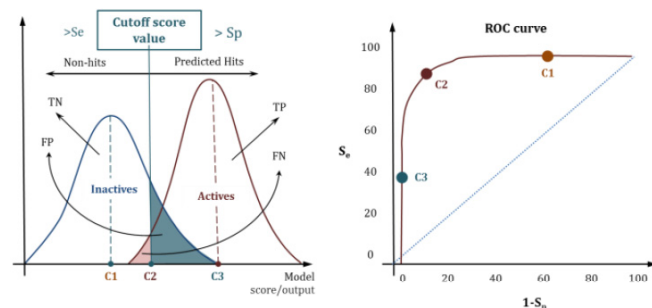 >Se
Cutoff score
value
> Sp
Non-hits
Predicted Hits
TN
TP
FP
FN
Inactives
Actives
C1
C2
C3
Model
score/output
ROC curve
100
80
60
40
20
0
Se
C1
C2
C3
0
20
40
60
80
100
1-Se